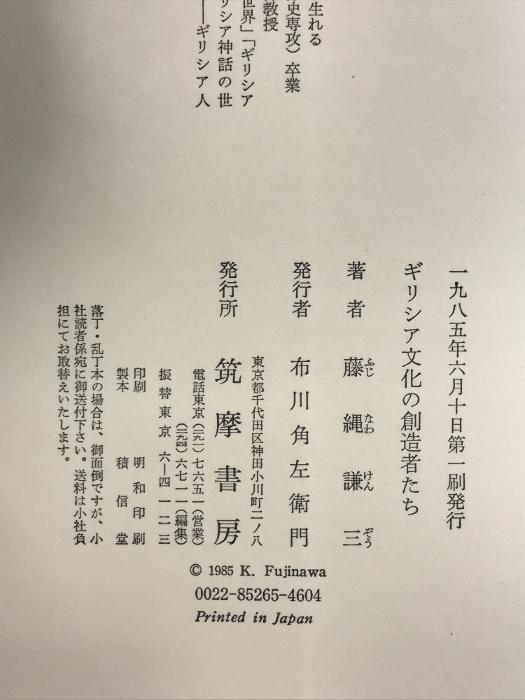 生れる
史専攻）卒業
教授
世界」「ギリシア
リシア神話の世
――ギリシア人
一九八五年六月十日第一刷発行
ギリシア文化の創造者たち
著者 藤縄謙三
ふじ なわ けん ぞう
発行者 布川角左衛門
発行所 筑摩書房
東京都千代田区神田小川町二ノ八
電話東京（二九一）七六五一（営業）
（二九四）六七一一（編集）
振替東京 六―四一二三
印刷 明和印刷
製本 積信堂
落丁・乱丁本の場合は、御面倒ですが、小
社読者係宛に御送付下さい。送料は小社負
担にてお取替えいたします。
© 1985 K. Fujinawa
0022-85265-4604
Printed in Japan